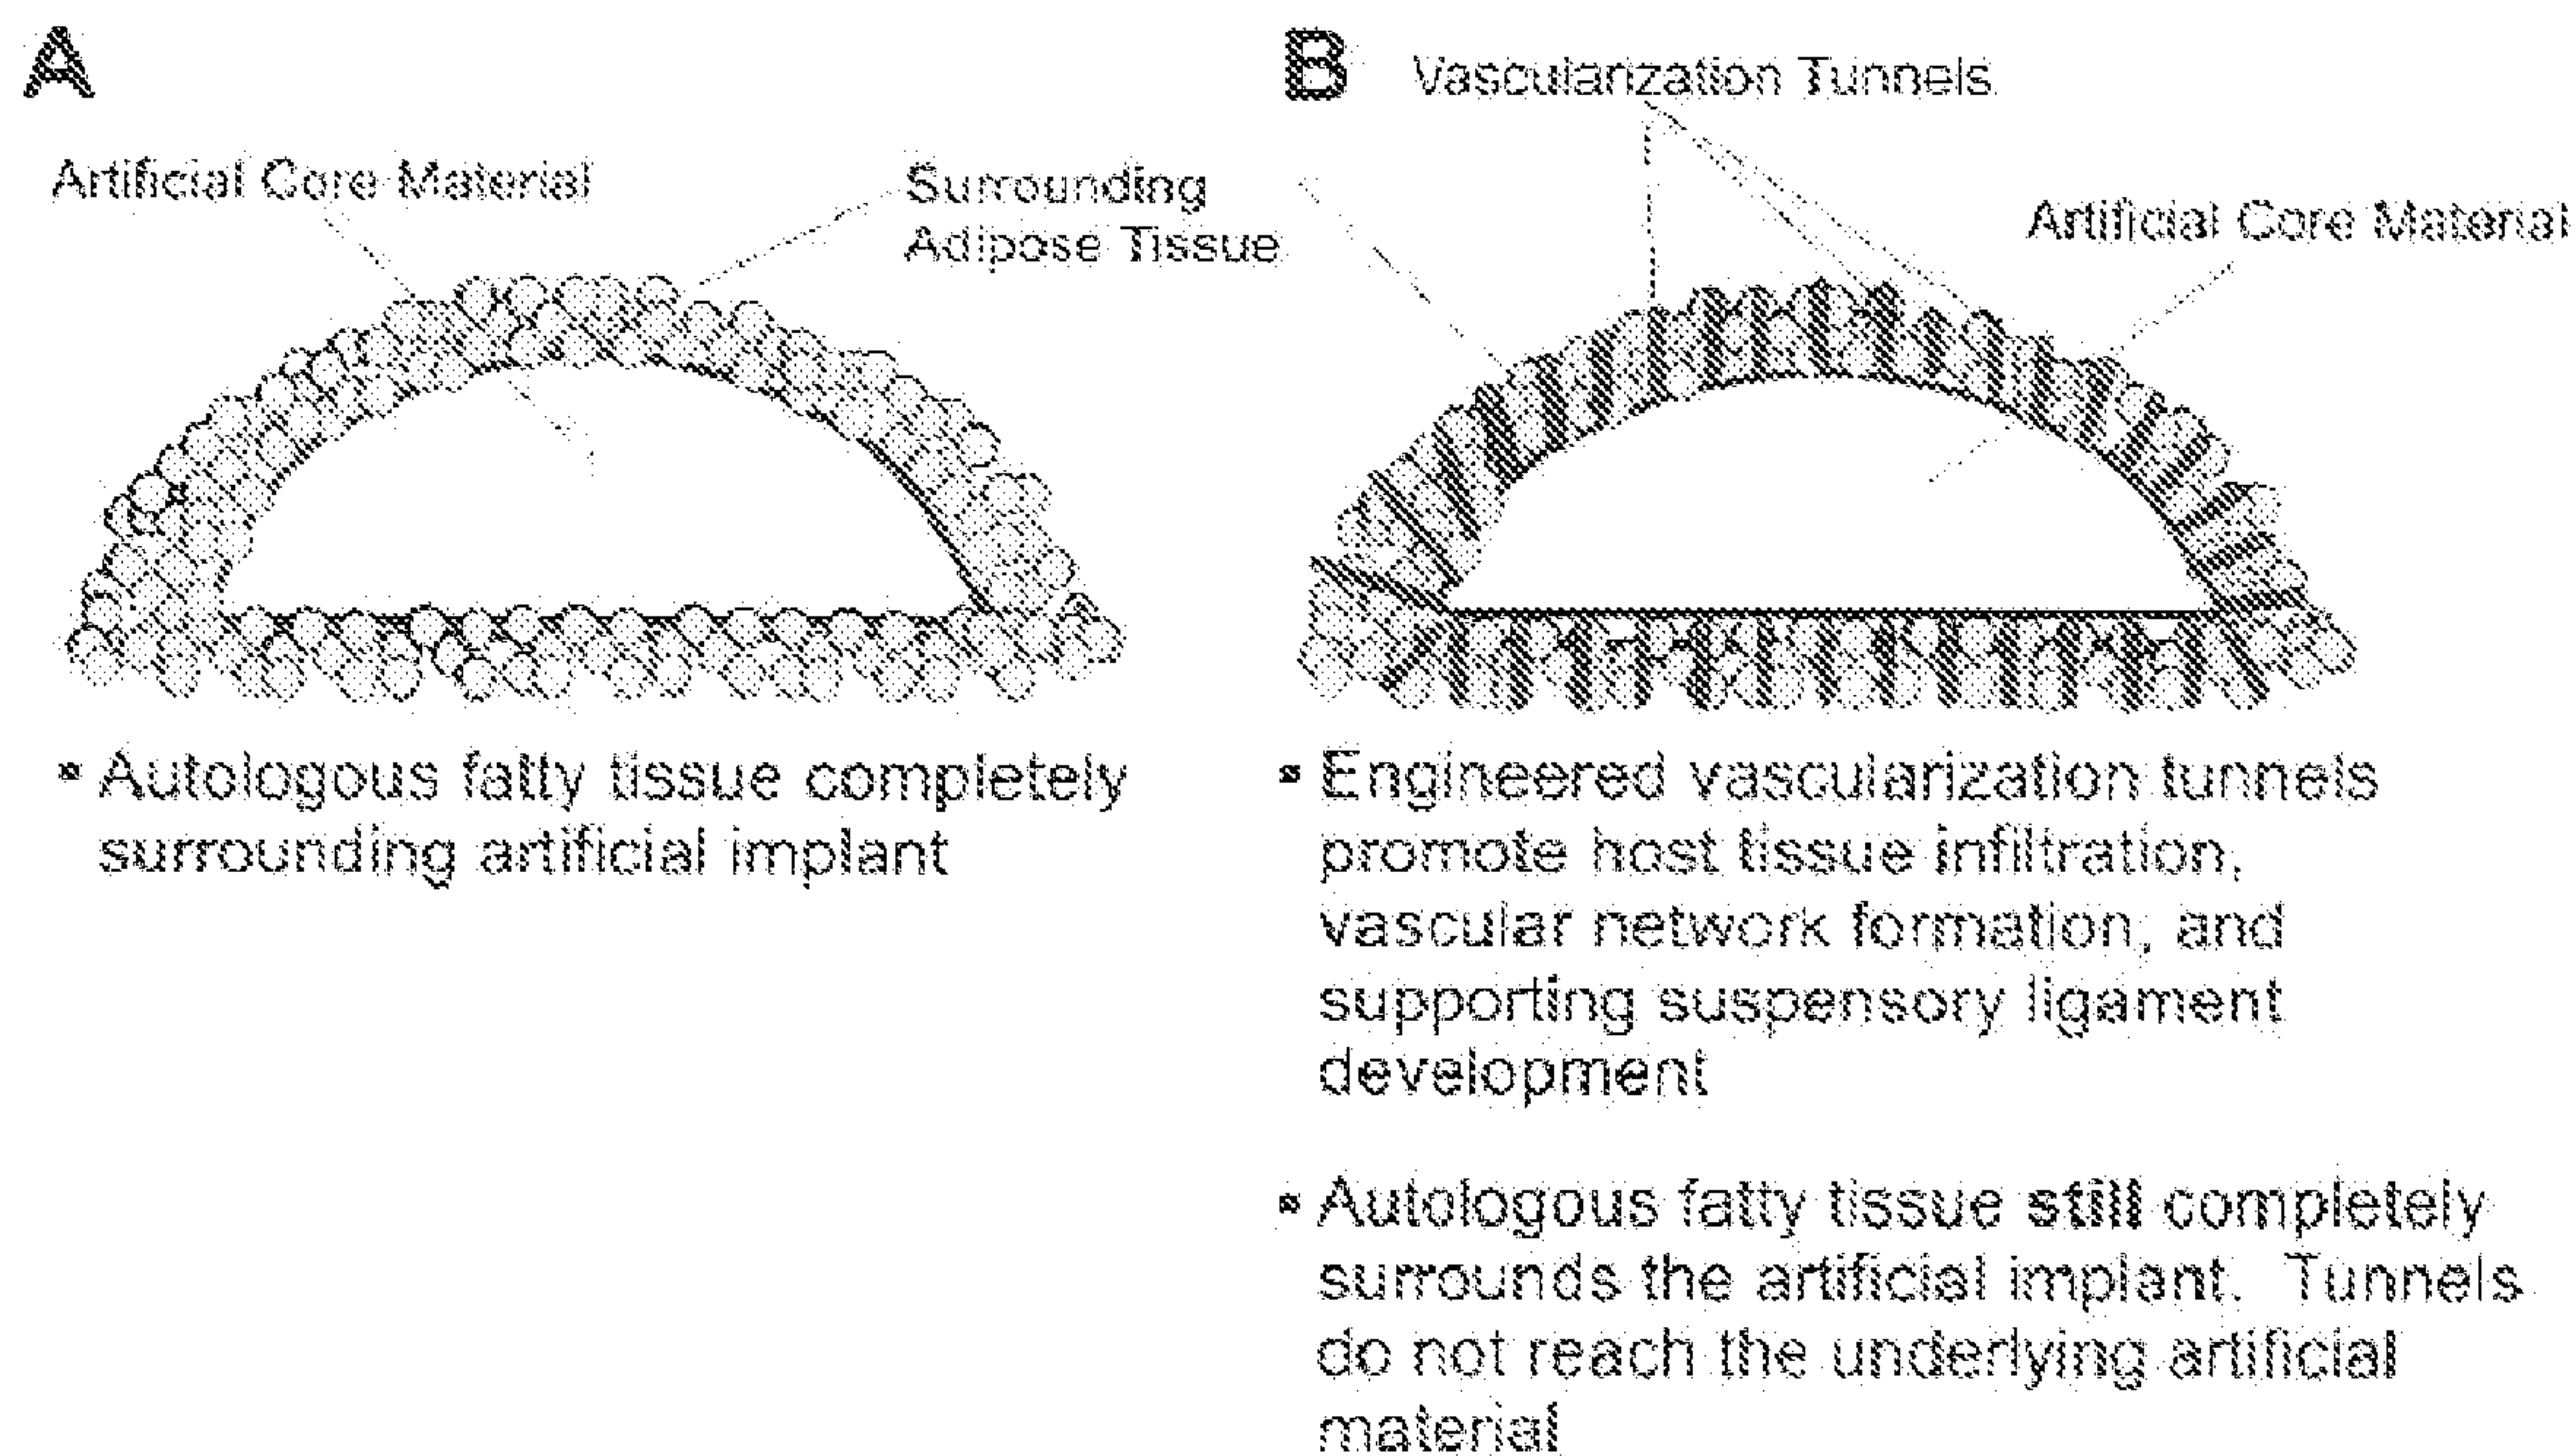 A
Artificial Core Material
Surrounding
Adipose Tissue
▪ Autologous fatty tissue completely
surrounding artificial implant
B
Vascularization Tunnels
Artificial Core Material
▪ Engineered vascularization tunnels
promote host tissue infiltration,
vascular network formation, and
supporting suspensory ligament
development
▪ Autologous fatty tissue still completely
surrounds the artificial implant. Tunnels
do not reach the underlying artificial
material